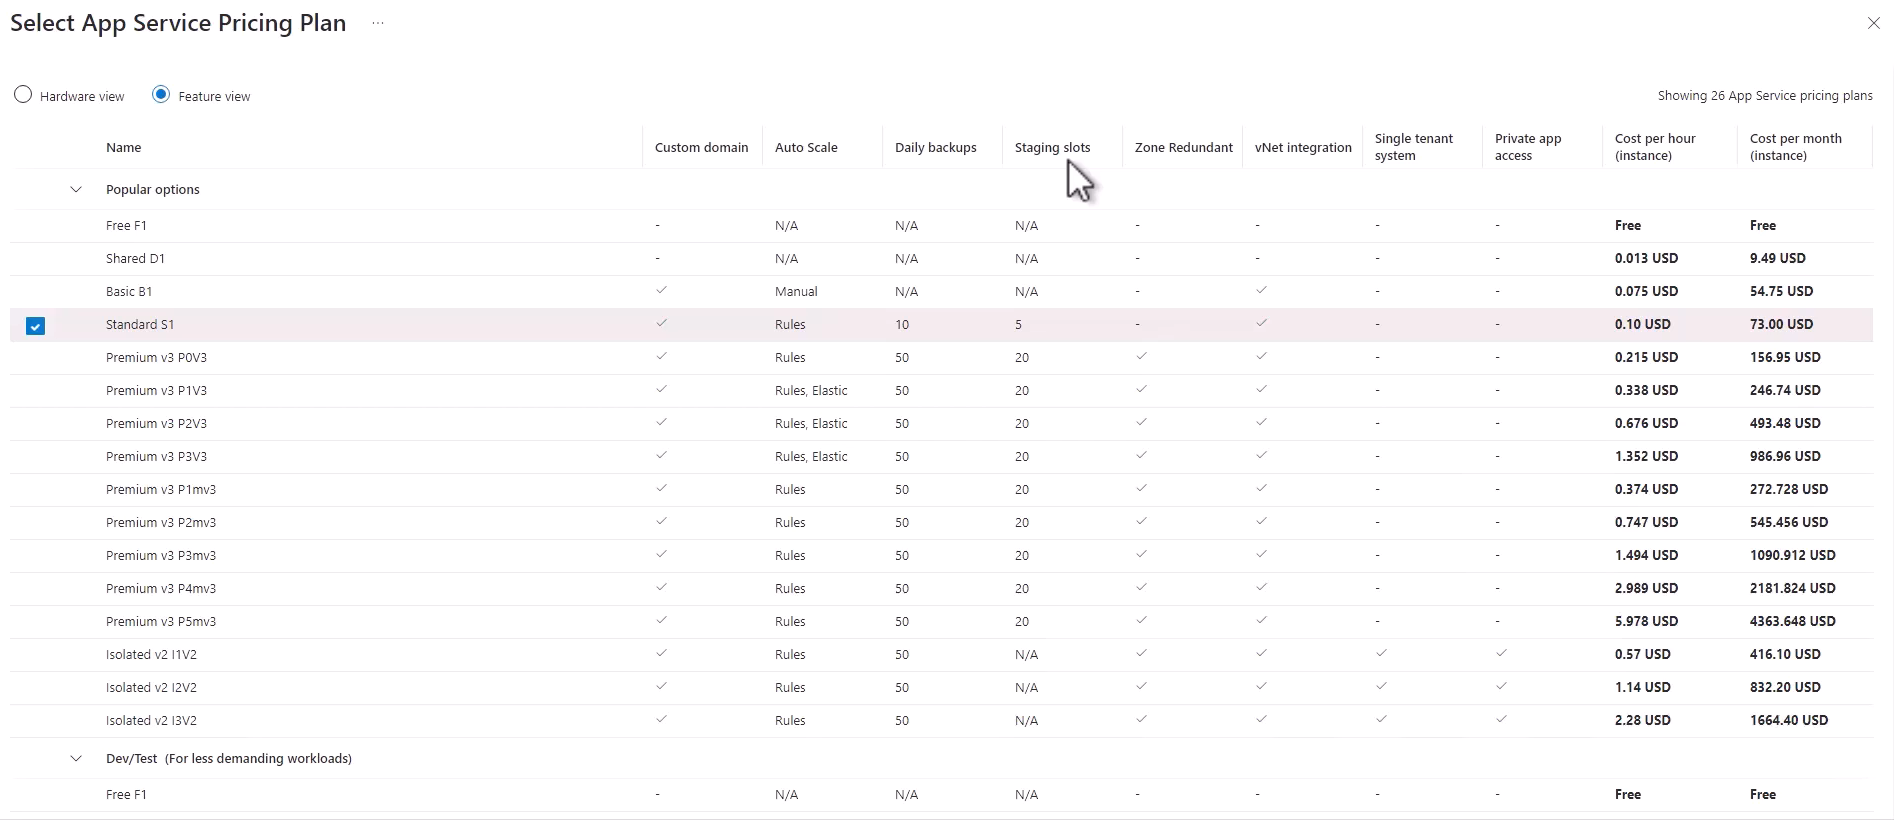 Select App Service Pricing Plan ...
Hardware view Feature view Showing 26 App Service pricing plans
Name Custom domain Auto Scale Daily backups Staging slots Zone Redundant vNet integration Single tenant system Private app access Cost per hour (instance) Cost per month (instance)
Popular options
Free F1 - N/A N/A N/A - - - - Free Free
Shared D1 - N/A N/A N/A - - - - 0.013 USD 9.49 USD
Basic B1 ✓ Manual N/A N/A - ✓ - - 0.075 USD 54.75 USD
Standard S1 ✓ Rules 10 5 - ✓ - - 0.10 USD 73.00 USD
Premium v3 P0V3 ✓ Rules 50 20 ✓ ✓ - - 0.215 USD 156.95 USD
Premium v3 P1V3 ✓ Rules, Elastic 50 20 ✓ ✓ - - 0.338 USD 246.74 USD
Premium v3 P2V3 ✓ Rules, Elastic 50 20 ✓ ✓ - - 0.676 USD 493.48 USD
Premium v3 P3V3 ✓ Rules, Elastic 50 20 ✓ ✓ - - 1.352 USD 986.96 USD
Premium v3 P1mv3 ✓ Rules 50 20 ✓ ✓ - - 0.374 USD 272.728 USD
Premium v3 P2mv3 ✓ Rules 50 20 ✓ ✓ - - 0.747 USD 545.456 USD
Premium v3 P3mv3 ✓ Rules 50 20 ✓ ✓ - - 1.494 USD 1090.912 USD
Premium v3 P4mv3 ✓ Rules 50 20 ✓ ✓ - - 2.989 USD 2181.824 USD
Premium v3 P5mv3 ✓ Rules 50 20 ✓ ✓ - - 5.978 USD 4363.648 USD
Isolated v2 I1V2 ✓ Rules 50 N/A ✓ ✓ ✓ ✓ 0.57 USD 416.10 USD
Isolated v2 I2V2 ✓ Rules 50 N/A ✓ ✓ ✓ ✓ 1.14 USD 832.20 USD
Isolated v2 I3V2 ✓ Rules 50 N/A ✓ ✓ ✓ ✓ 2.28 USD 1664.40 USD
Dev/Test (For less demanding workloads)
Free F1 - N/A N/A N/A - - - - Free Free